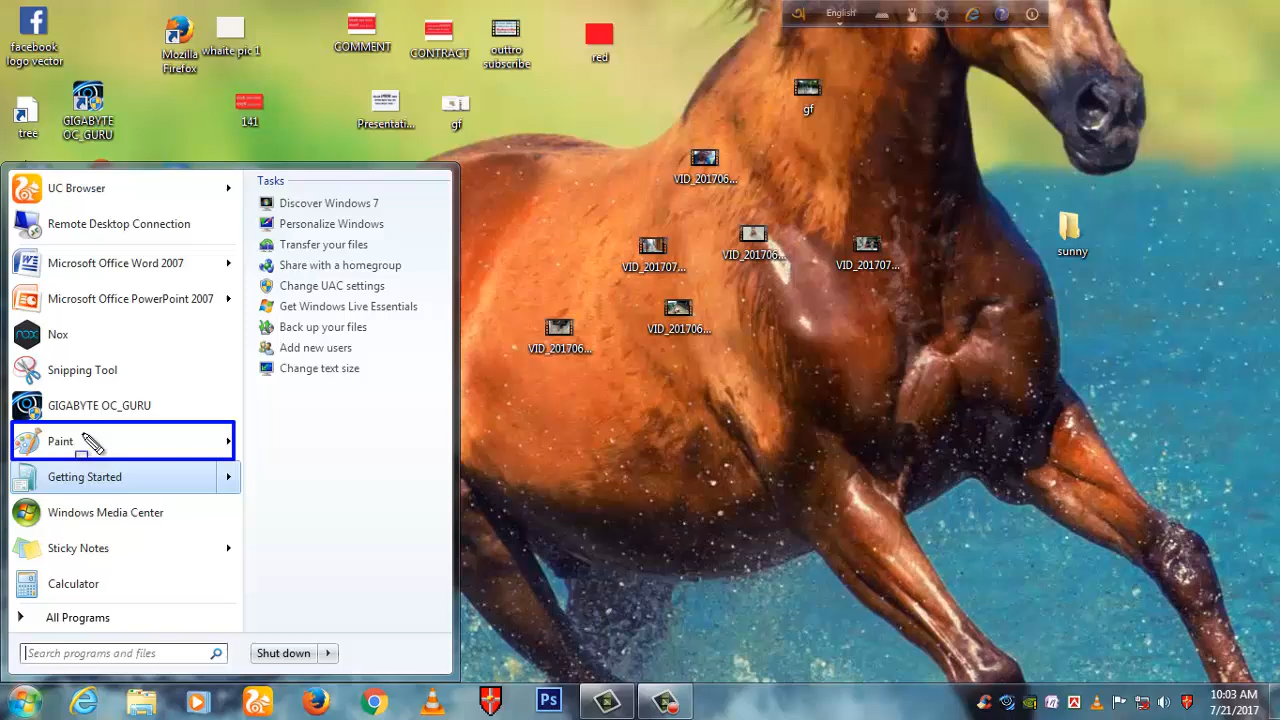 facebook
logo vector
Mozilla
Firefox
whaite pic 1
COMMENT
CONTRACT
outtro
subscribe
red
English
tree
GIGABYTE
OC_GURU
141
Presentati...
gf
gf
VID_201706...
VID_201707...
VID_201706...
VID_201707...
sunny
VID_201706...
VID_201706...
UC Browser
Remote Desktop Connection
Microsoft Office Word 2007
Microsoft Office PowerPoint 2007
Nox
Snipping Tool
GIGABYTE OC_GURU
Paint
Getting Started
Windows Media Center
Sticky Notes
Calculator
All Programs
Search programs and files
Shut down
Tasks
Discover Windows 7
Personalize Windows
Transfer your files
Share with a homegroup
Change UAC settings
Get Windows Live Essentials
Back up your files
Add new users
Change text size
Ps
10:03 AM
7/21/2017